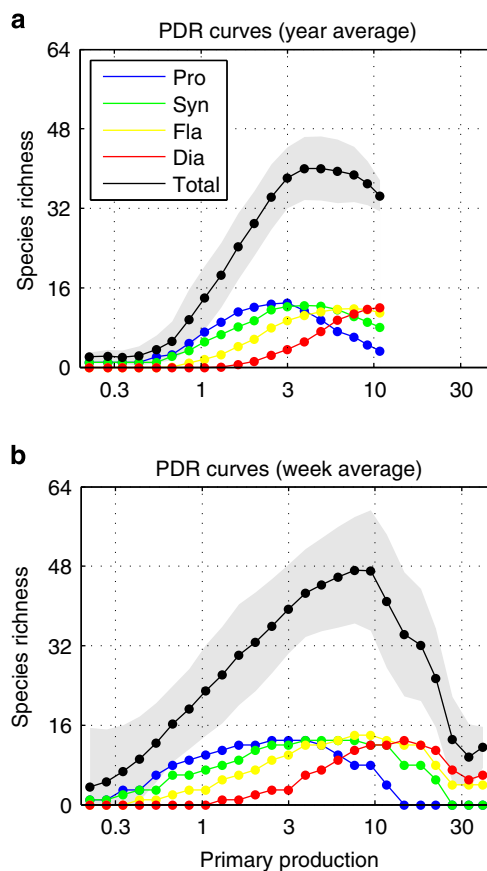 a
PDR curves (year average)
64
48
32
16
0
Species richness
Pro
Syn
Fla
Dia
Total
0.3 1 3 10 30
b
PDR curves (week average)
64
48
32
16
0
Species richness
0.3 1 3 10 30
Primary production